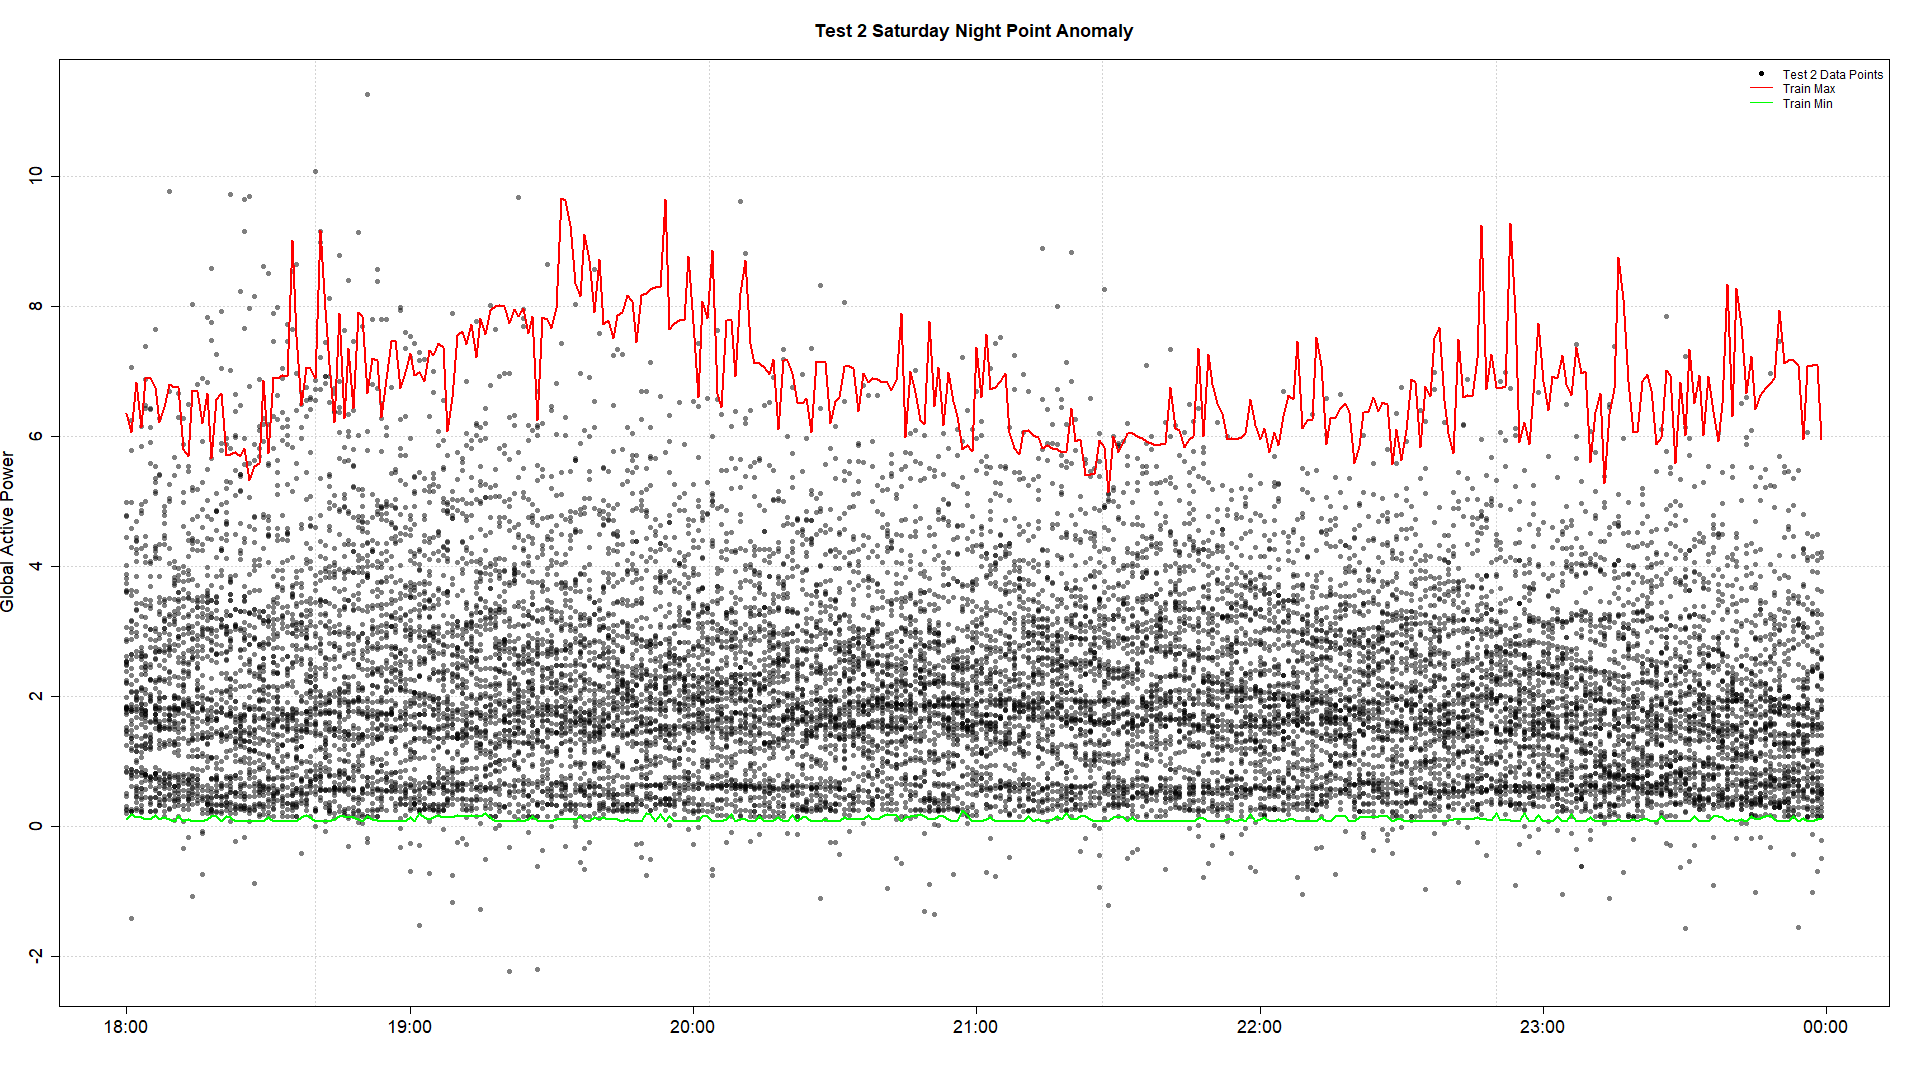 Test 2 Saturday Night Point Anomaly
Test 2 Data Points
Train Max
Train Min
Global Active Power
10
8
6
4
2
0
-2
18:00
19:00
20:00
21:00
22:00
23:00
00:00